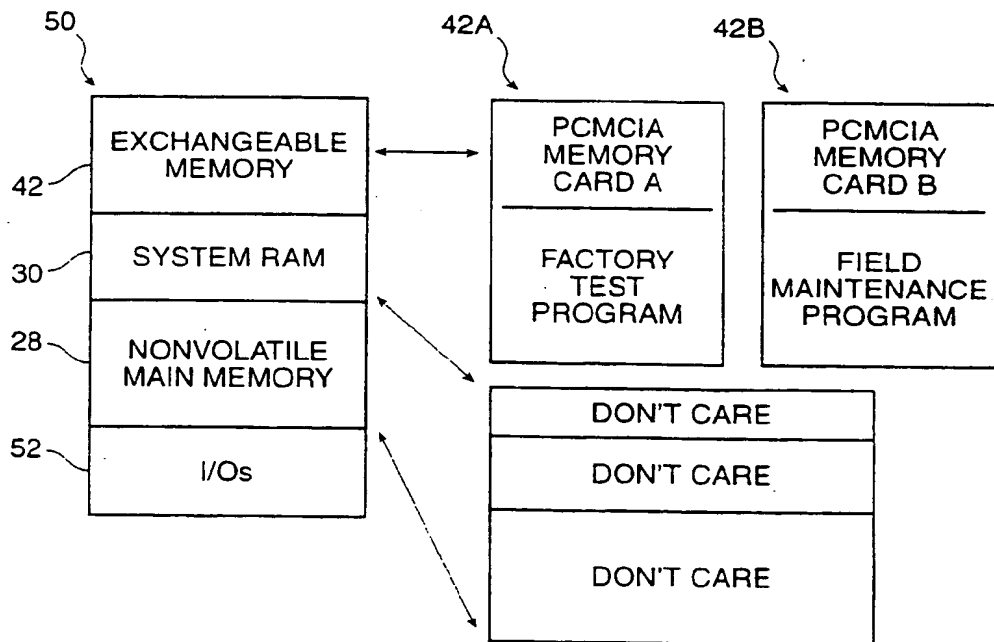 50
42A
42B
EXCHANGEABLE
MEMORY
42
SYSTEM RAM
30
28
NONVOLATILE
MAIN MEMORY
52
I/Os
PCMCIA
MEMORY
CARD A
FACTORY
TEST
PROGRAM
PCMCIA
MEMORY
CARD B
FIELD
MAINTENANCE
PROGRAM
DON'T CARE
DON'T CARE
DON'T CARE